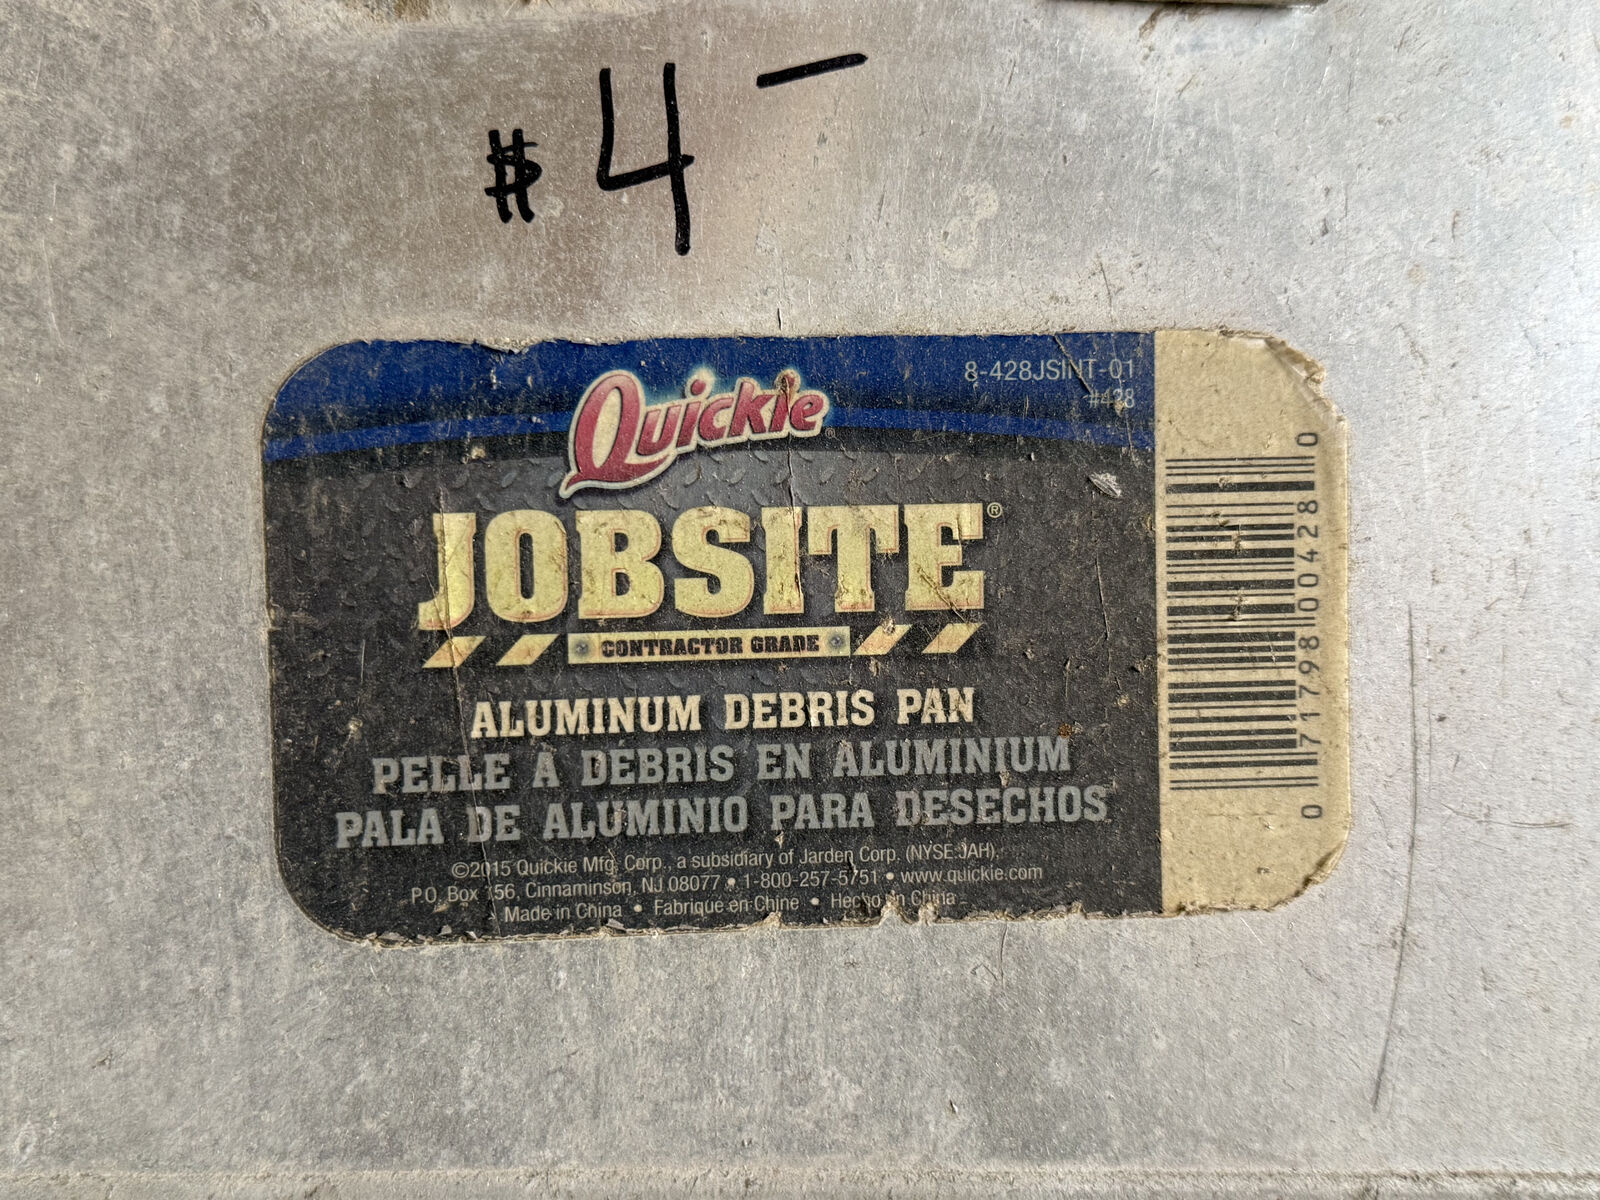 $4 –
8-428JSINT-01
#428
Quickie®
JOBSITE®
CONTRACTOR GRADE
ALUMINUM DEBRIS PAN
PELLE À DÉBRIS EN ALUMINIUM
PALA DE ALUMINIO PARA DESECHOS
©2015 Quickie Mfg. Corp., a subsidiary of Jarden Corp. (NYSE:JAH),
P.O. Box 156, Cinnaminson, NJ 08077 • 1-800-257-5751 • www.quickie.com
Made in China • Fabriqué en Chine • Hecho en China
0 71798 00428 0